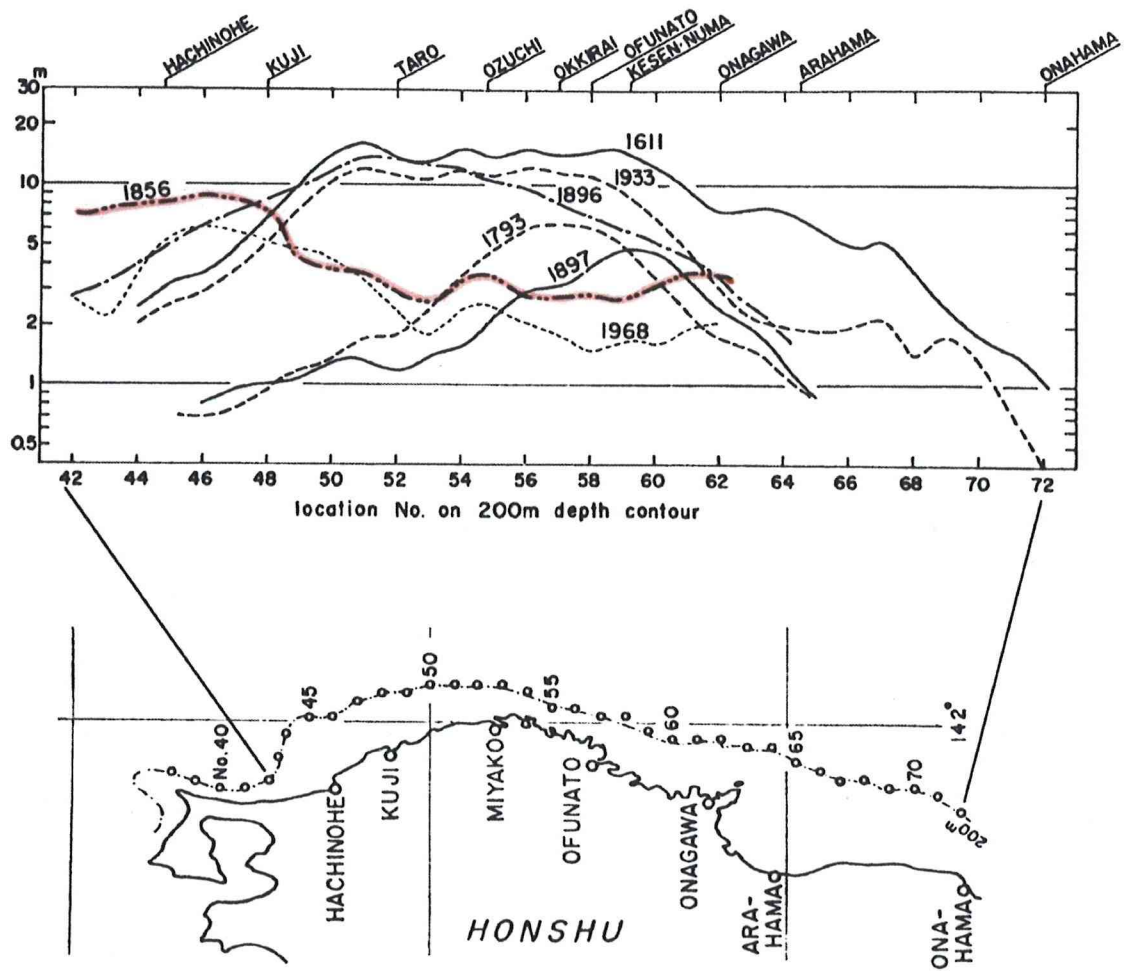 HACHINOHE
KUJI
TARO
OZUCHI
OKKIRAI
OFUNATO
KESEN-NUMA
ONAGAWA
ARAHAMA
ONAHAMA
m
30
20
10
5
2
1
0.5
1611
1933
1896
1856
1793
1897
1968
42 44 46 48 50 52 54 56 58 60 62 64 66 68 70 72
location No. on 200m depth contour
No.40
45
50
55
60
65
70
142°
200m
HACHINOHE
KUJI
MIYAKO
OFUNATO
ONAGAWA
ARA-
HAMA
ONA-
HAMA
HONSHU